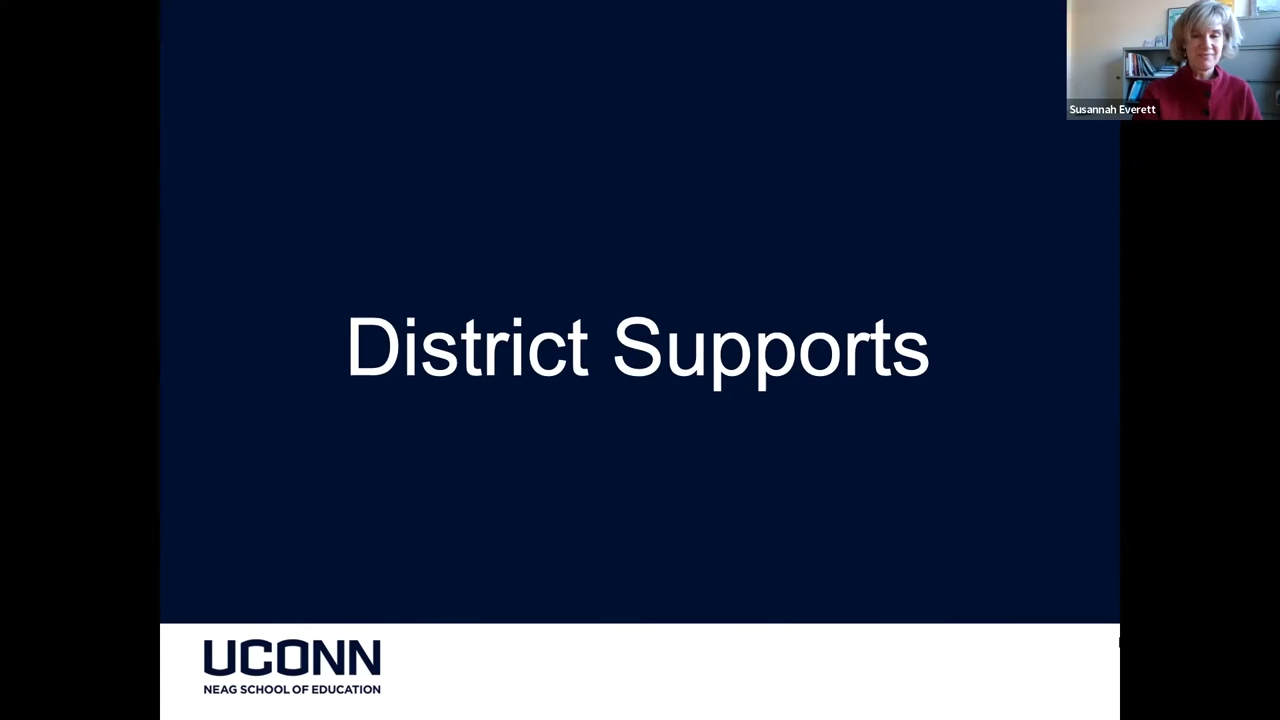 Susannah Everett
District Supports
UCONN
NEAG SCHOOL OF EDUCATION